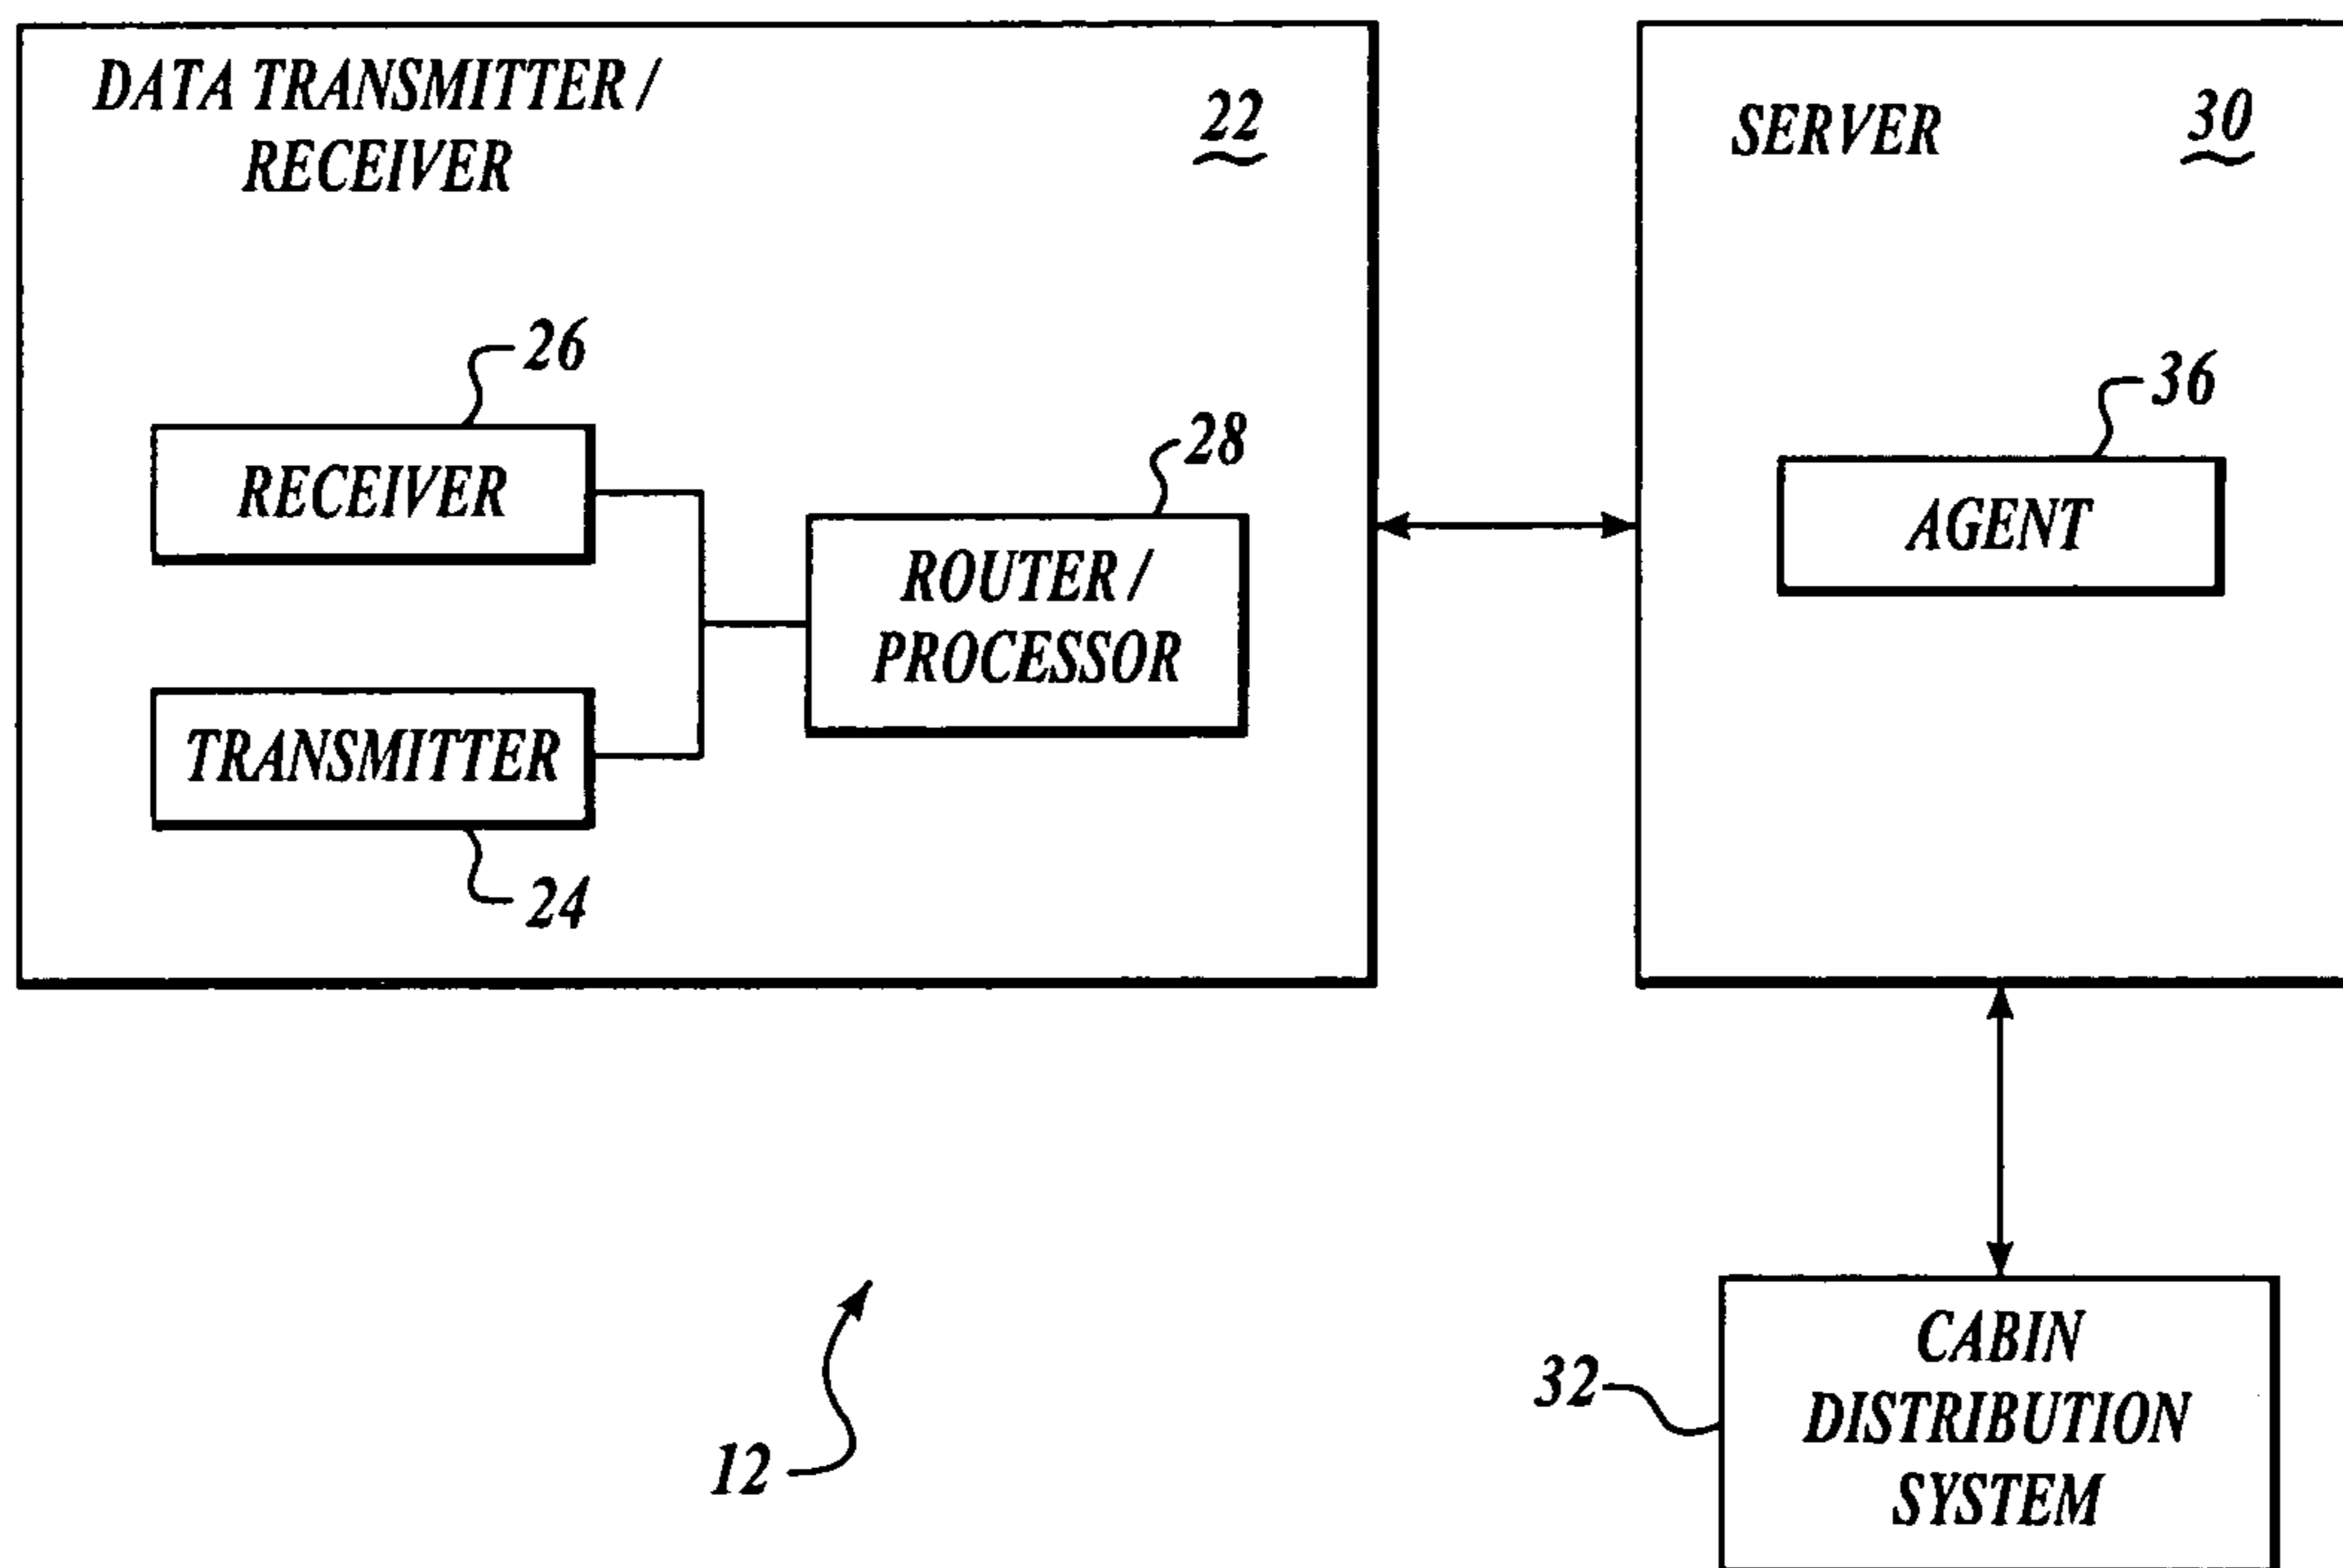 DATA TRANSMITTER /
RECEIVER
22
26
RECEIVER
28
ROUTER /
PROCESSOR
TRANSMITTER
24
SERVER
30
36
AGENT
12
32
CABIN
DISTRIBUTION
SYSTEM